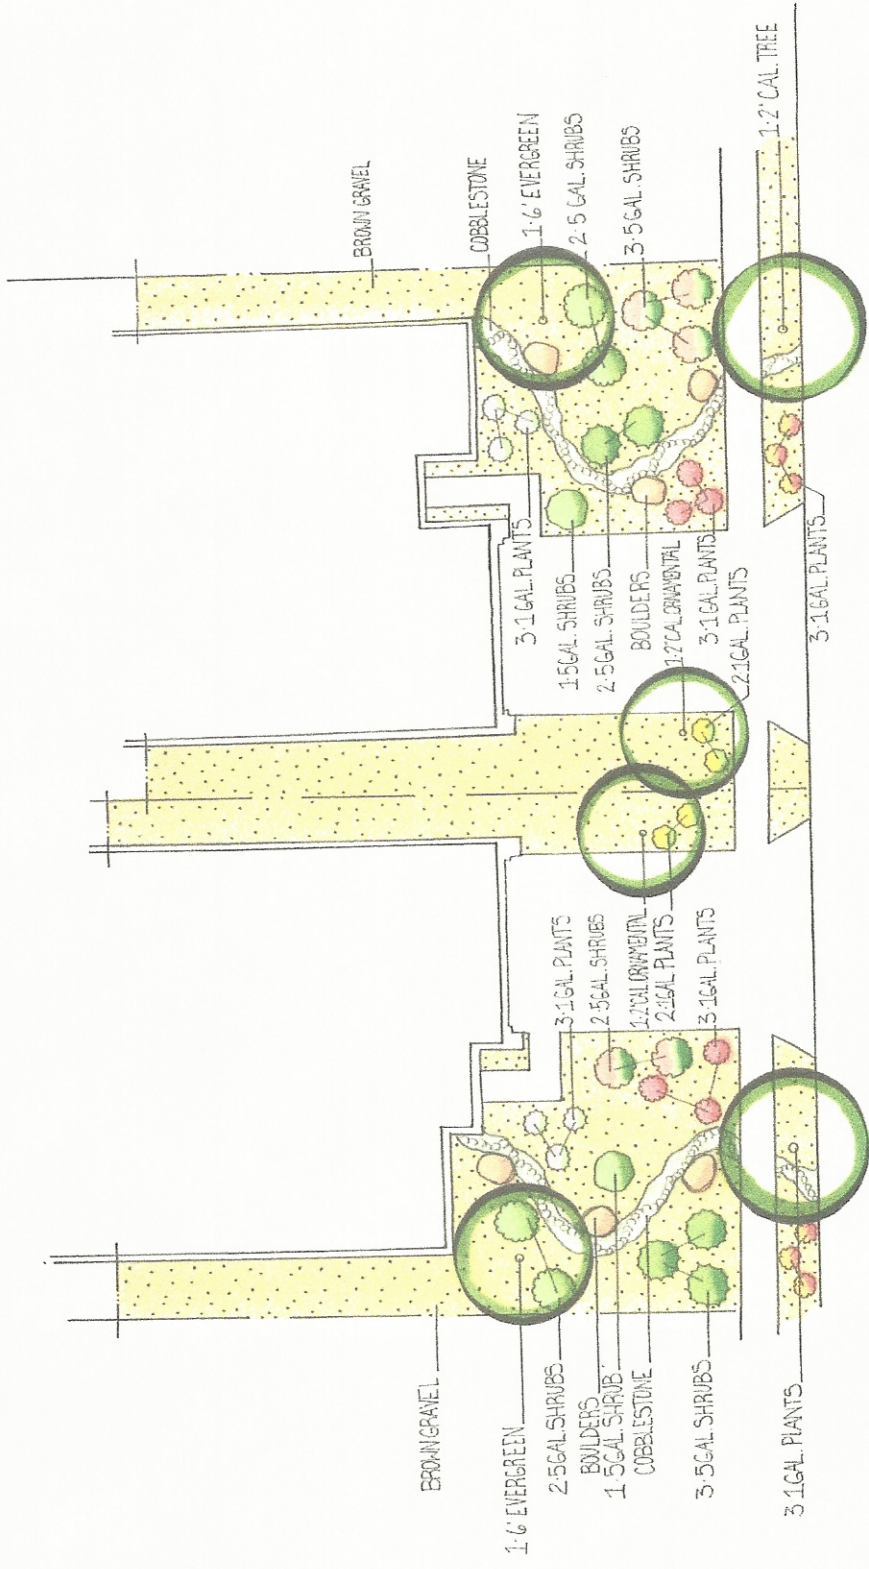 BROWN GRAVEL
COBBLESTONE
1·6' EVERGREEN
2·5 GAL. SHRUBS
3·5 GAL. SHRUBS
1·2" CAL. TREE
3·1 GAL. PLANTS
1·5 GAL. SHRUBS
2·5 GAL. SHRUBS
BOULDERS
1·2" CAL. ORNAMENTAL
3·1 GAL. PLANTS
2·1 GAL. PLANTS
3·1 GAL. PLANTS
3·1 GAL. PLANTS
2·5 GAL. SHRUBS
1·2" CAL. ORNAMENTAL
2·1 GAL. PLANTS
3·1 GAL. PLANTS
BROWN GRAVEL
1·6' EVERGREEN
2·5 GAL. SHRUBS
BOULDERS
1·5 GAL. SHRUB
COBBLESTONE
3·5 GAL. SHRUBS
3 1 GAL. PLANTS